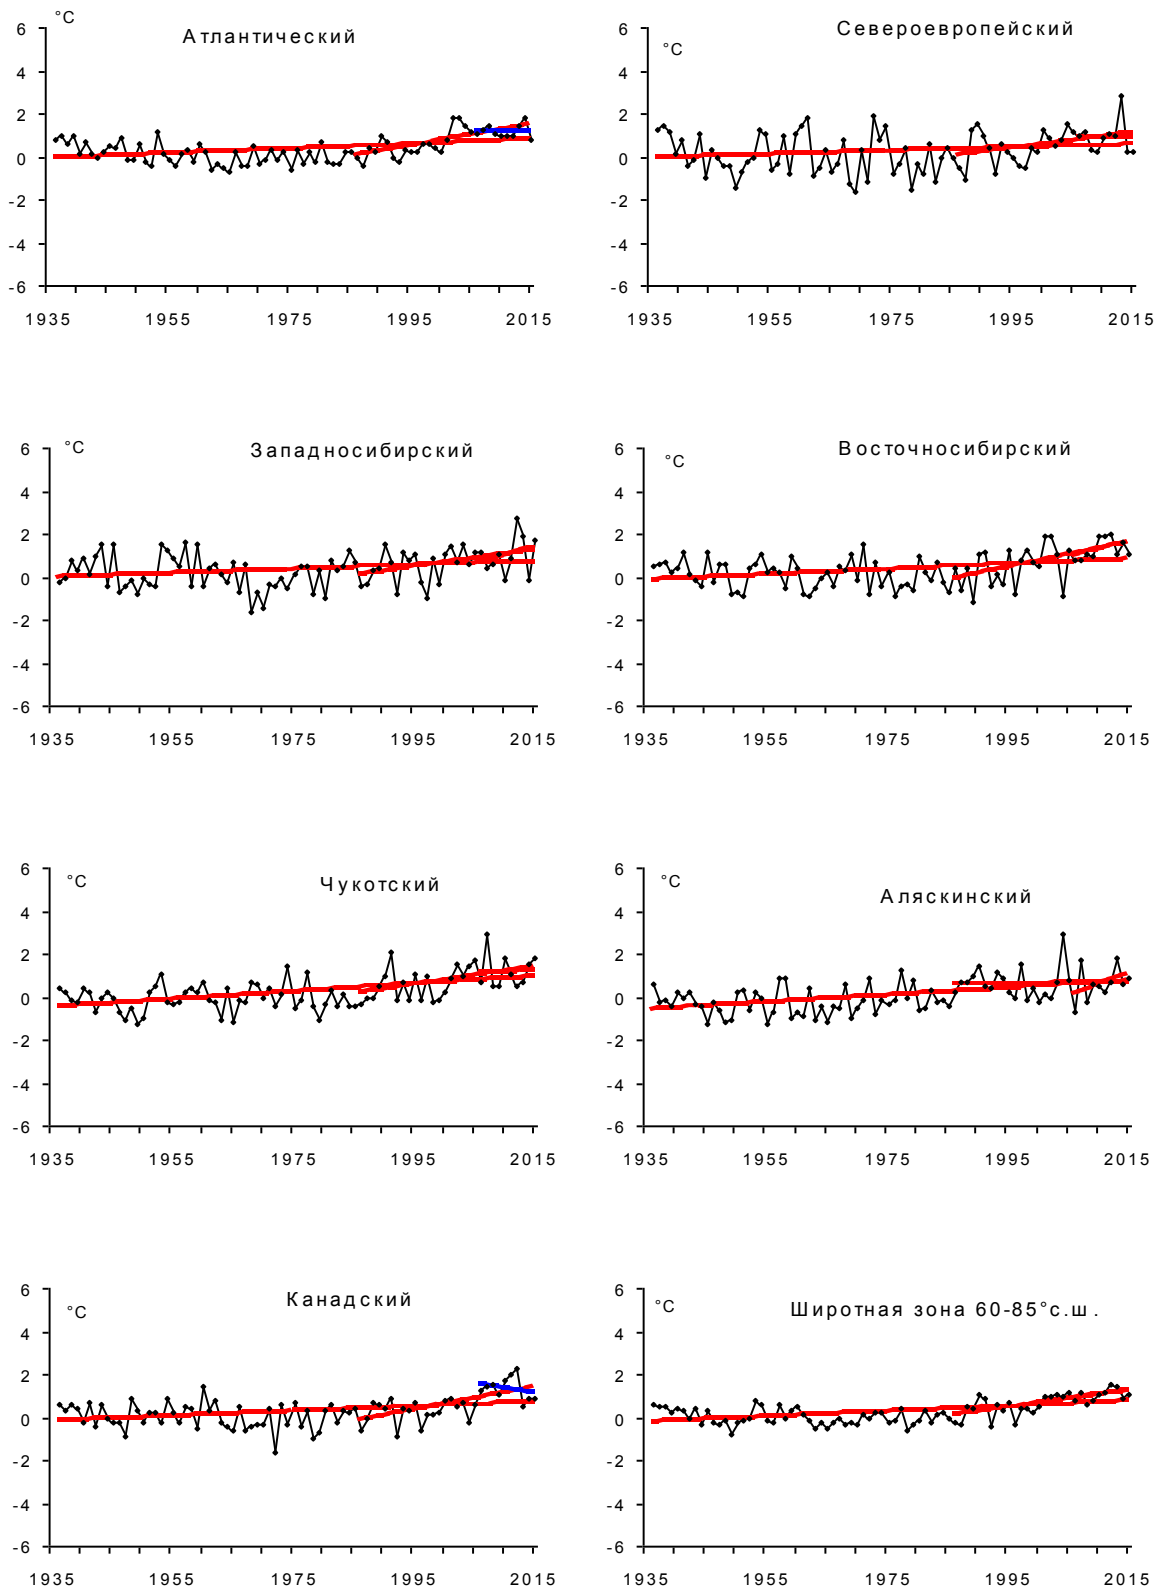 °C
Атлантический
6
4
2
0
-2
-4
-6
1935 1955 1975 1995 2015
Североевропейский
°C
6
4
2
0
-2
-4
-6
1935 1955 1975 1995 2015
°C
Западносибирский
6
4
2
0
-2
-4
-6
1935 1955 1975 1995 2015
Восточносибирский
°C
6
4
2
0
-2
-4
-6
1935 1955 1975 1995 2015
°C
Чукотский
6
4
2
0
-2
-4
-6
1935 1955 1975 1995 2015
°C
Аляскинский
6
4
2
0
-2
-4
-6
1935 1955 1975 1995 2015
Канадский
°C
6
4
2
0
-2
-4
-6
1935 1955 1975 1995 2015
°C
Широтная зона 60-85°с.ш.
6
4
2
0
-2
-4
-6
1935 1955 1975 1995 2015